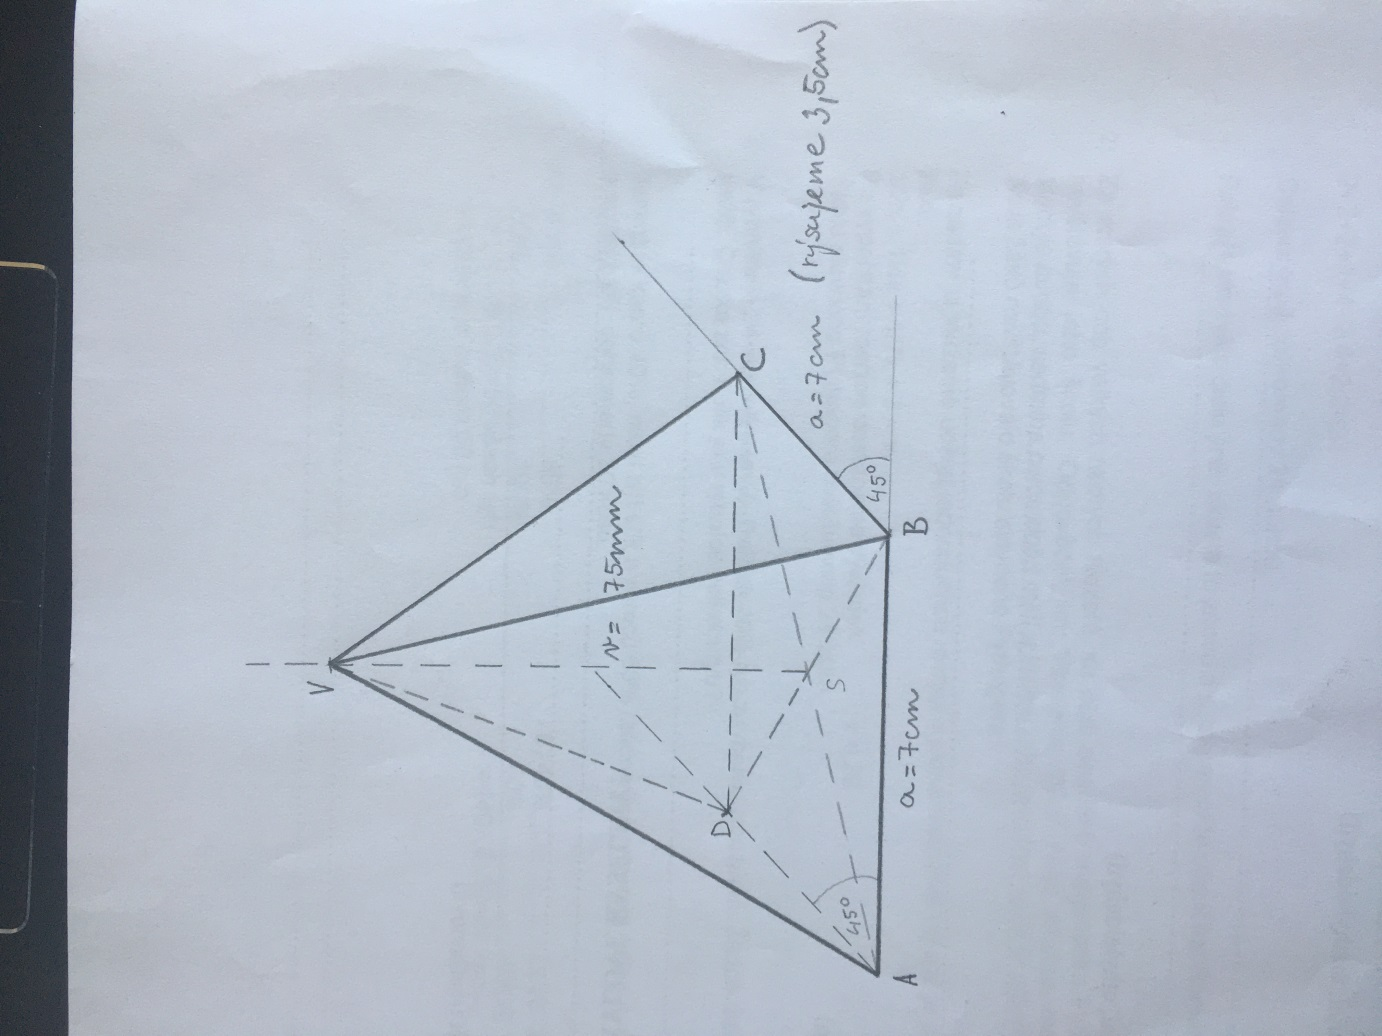 V
v = 75mm
C
a = 7cm (rýsujeme 3,5cm)
D
S
45°
45°
A
a = 7cm
B